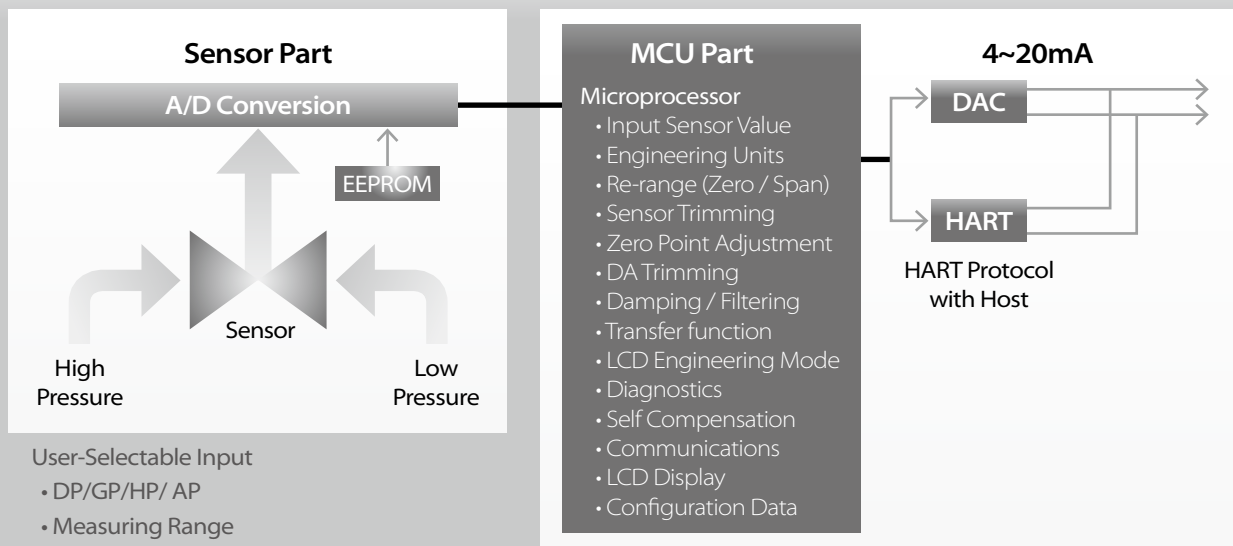 Sensor Part
A/D Conversion
EEPROM
Sensor
High
Pressure
Low
Pressure
User-Selectable Input
• DP/GP/HP/ AP
• Measuring Range
MCU Part
Microprocessor
• Input Sensor Value
• Engineering Units
• Re-range (Zero / Span)
• Sensor Trimming
• Zero Point Adjustment
• DA Trimming
• Damping / Filtering
• Transfer function
• LCD Engineering Mode
• Diagnostics
• Self Compensation
• Communications
• LCD Display
• Configuration Data
4~20mA
DAC
HART
HART Protocol
with Host